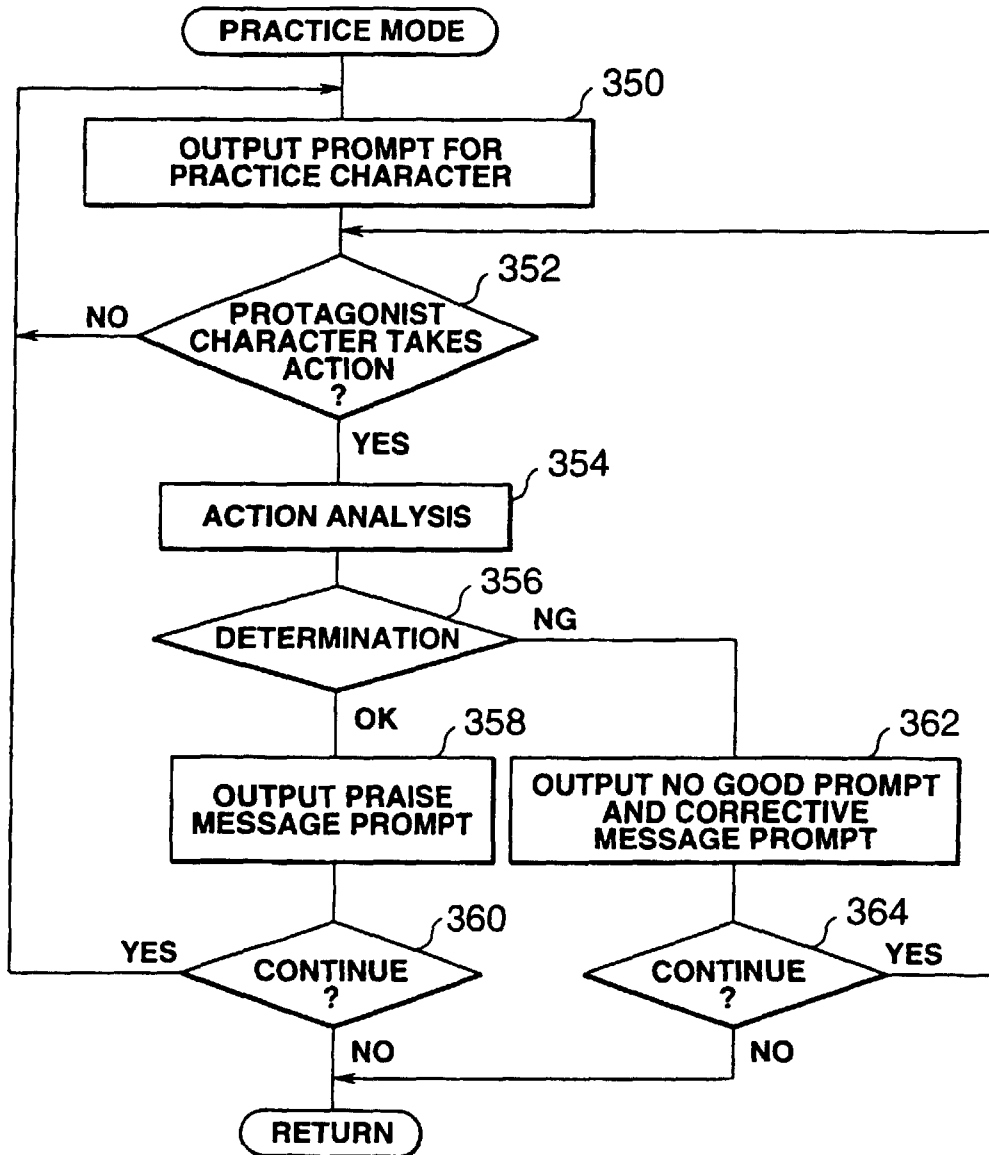 PRACTICE MODE
350
OUTPUT PROMPT FOR
PRACTICE CHARACTER
352
NO
PROTAGONIST
CHARACTER TAKES
ACTION
?
YES
354
ACTION ANALYSIS
356
DETERMINATION
NG
OK
358
OUTPUT PRAISE
MESSAGE PROMPT
362
OUTPUT NO GOOD PROMPT
AND CORRECTIVE
MESSAGE PROMPT
360
YES
CONTINUE
?
NO
364
CONTINUE
?
YES
NO
RETURN